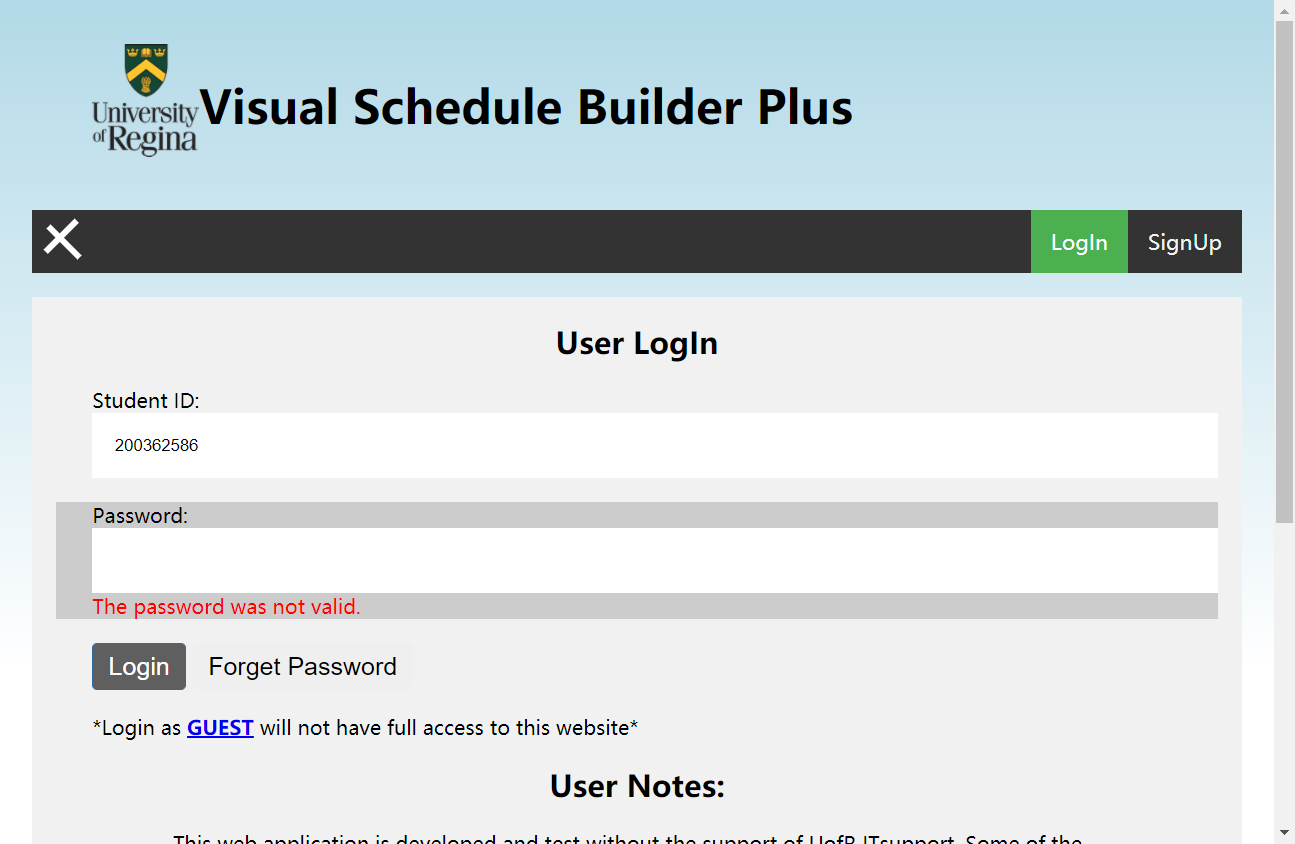 University
of Regina
Visual Schedule Builder Plus
LogIn
SignUp
User LogIn
Student ID:
200362586
Password:
The password was not valid.
Login
Forget Password
*Login as GUEST will not have full access to this website*
User Notes:
This web application is developed and test without the support of UofR ITsupport. Some of the